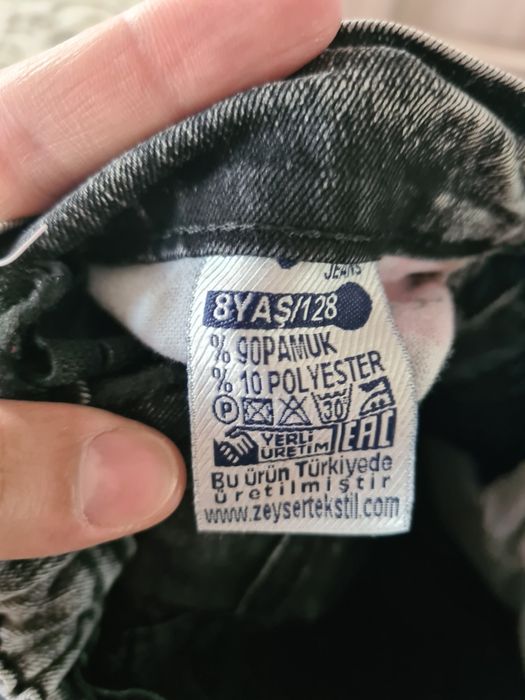 JEANS
8YAŞ/128
% 90PAMUK
% 10 POLYESTER
P 30
YERLİ
ÜRETİM
EAC
Bu ürün Türkiyede
üretilmiştir
www.zeysertekstil.com